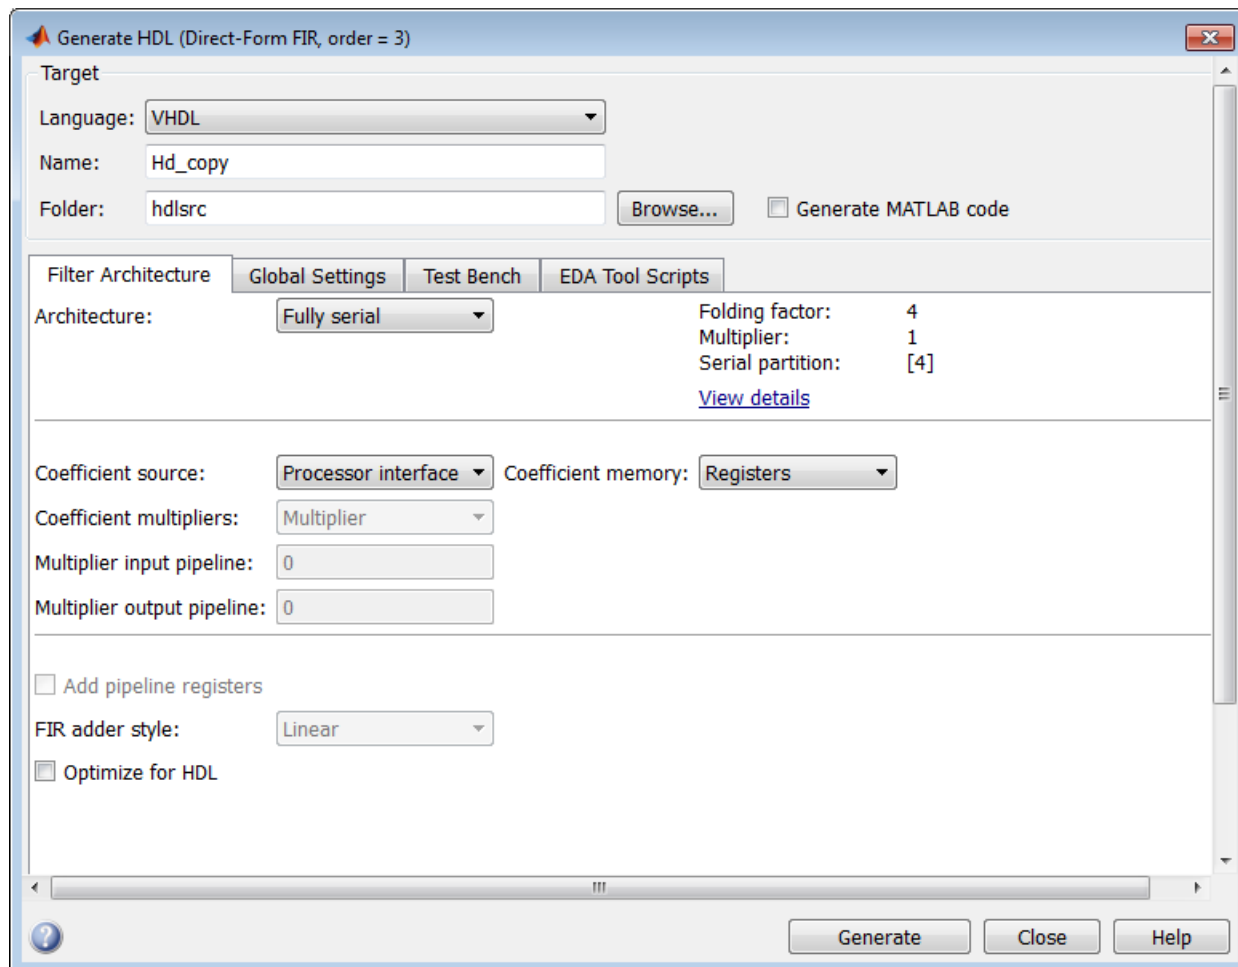 Generate HDL (Direct-Form FIR, order = 3)
Target
Language: VHDL
Name: Hd_copy
Folder: hdlsrc Browse... Generate MATLAB code
Filter Architecture Global Settings Test Bench EDA Tool Scripts
Architecture: Fully serial Folding factor: 4
Multiplier: 1
Serial partition: [4]
View details
Coefficient source: Processor interface Coefficient memory: Registers
Coefficient multipliers: Multiplier
Multiplier input pipeline: 0
Multiplier output pipeline: 0
Add pipeline registers
FIR adder style: Linear
Optimize for HDL
? Generate Close Help